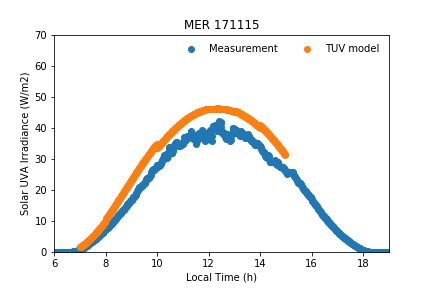 MER 171115
Measurement TUV model
Solar UVA Irradiance (W/m2)
70
60
50
40
30
20
10
0
6 8 10 12 14 16 18
Local Time (h)